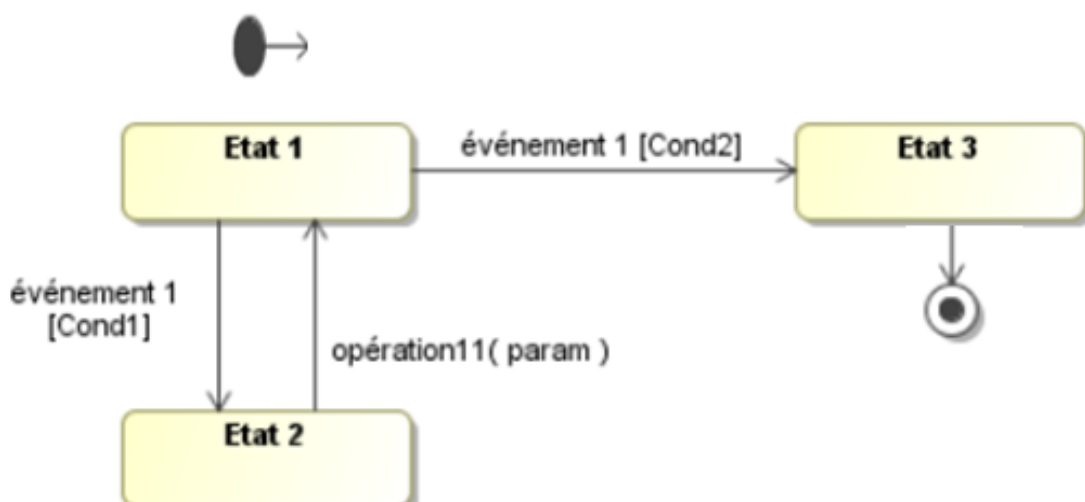 Etat 1
événement 1 [Cond2]
Etat 3
événement 1
[Cond1]
opération11( param )
Etat 2